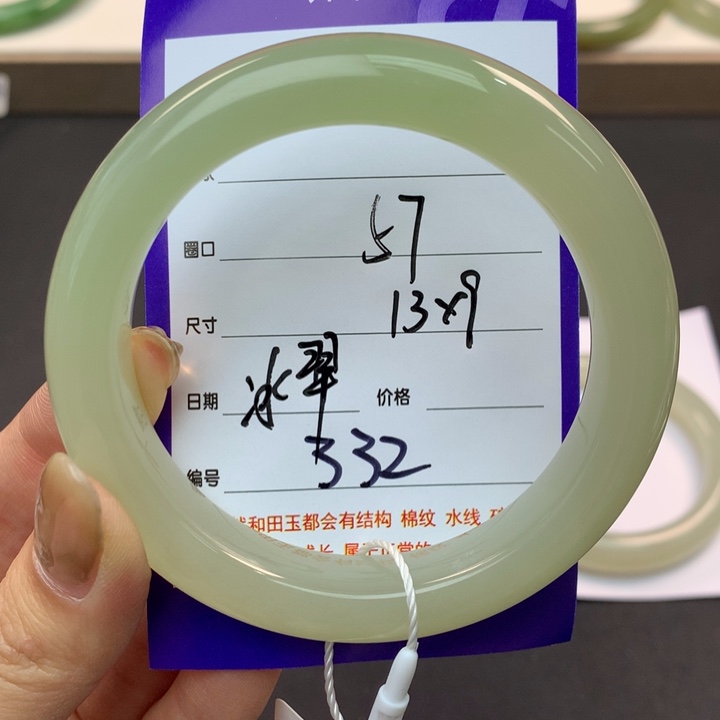 圈口 57
尺寸 13x9
日期 冰翠 价格
编号 332
和田玉都会有结构 棉纹 水线